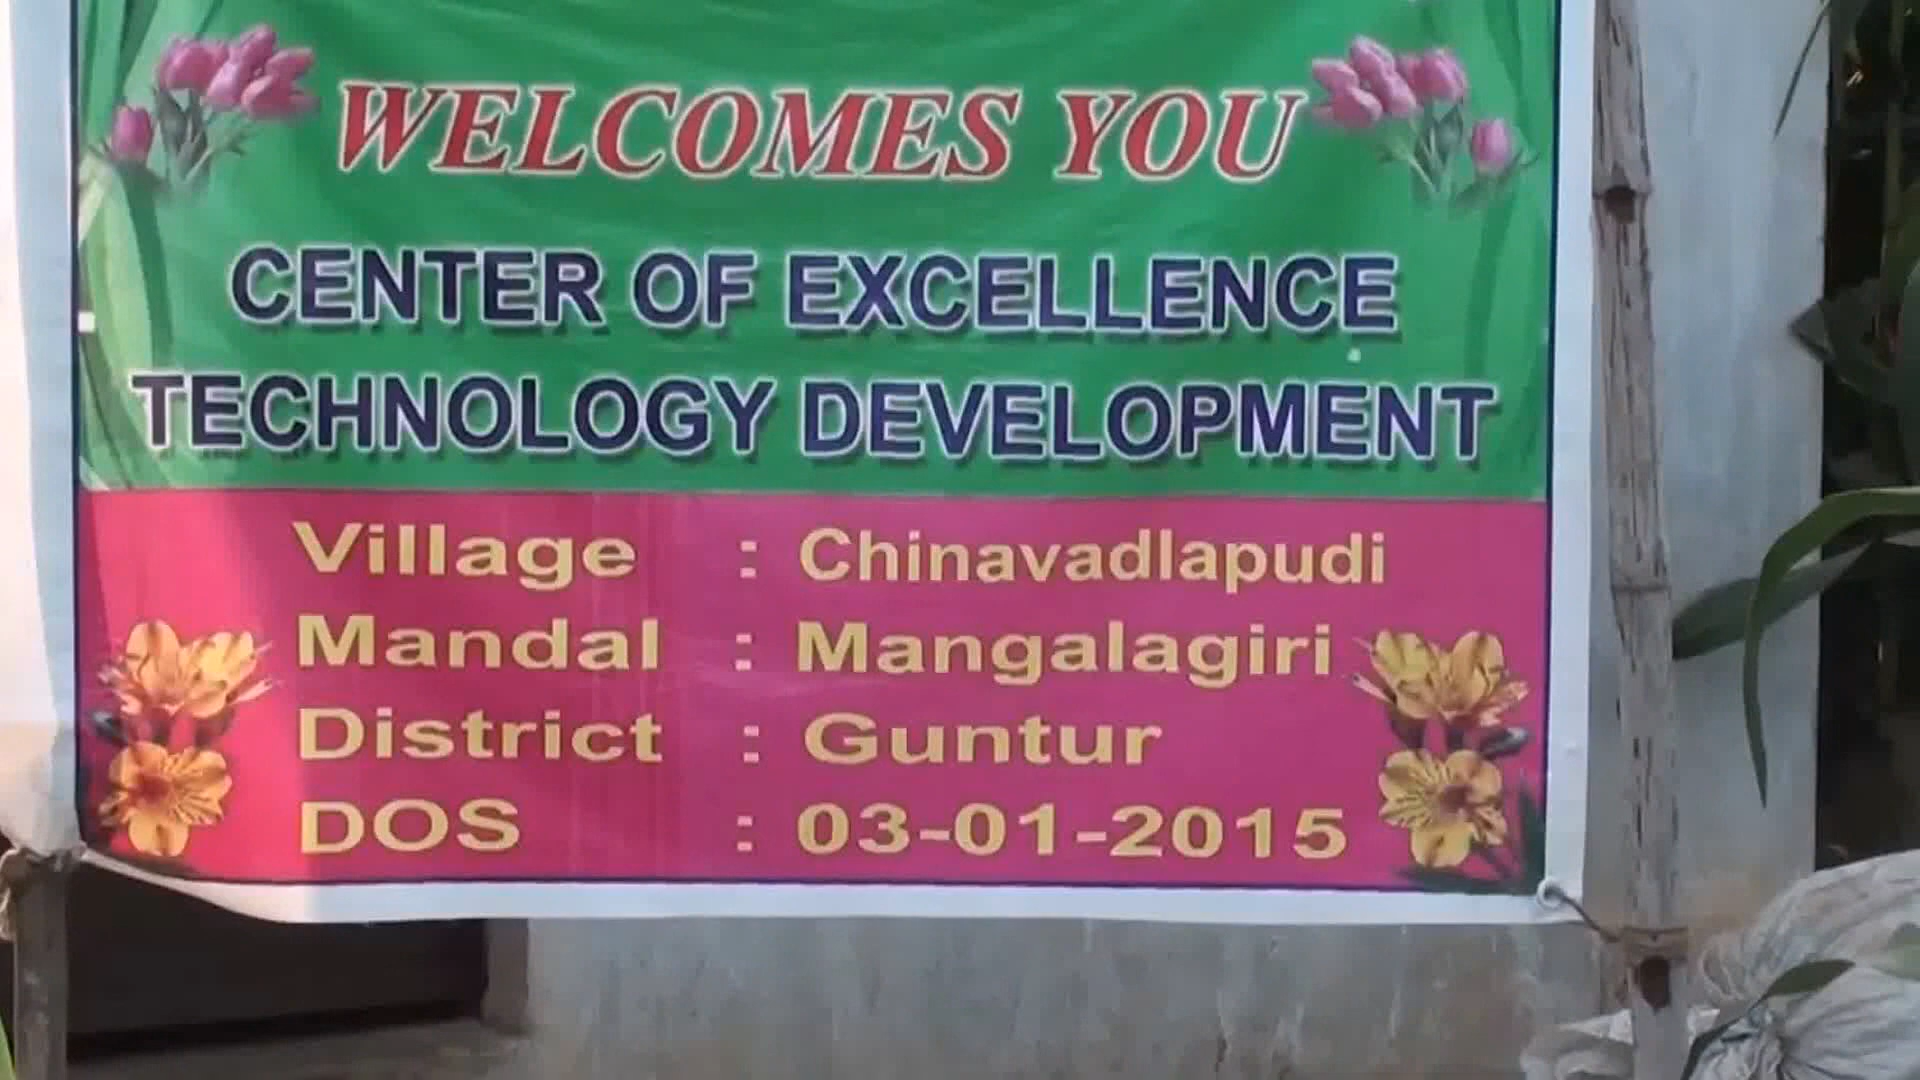 WELCOMES YOU
CENTER OF EXCELLENCE
TECHNOLOGY DEVELOPMENT
Village : Chinavadlapudi
Mandal : Mangalagiri
District : Guntur
DOS : 03-01-2015